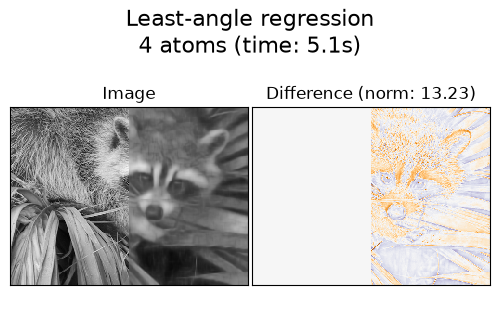 Least-angle regression
4 atoms (time: 5.1s)
Image
Difference (norm: 13.23)